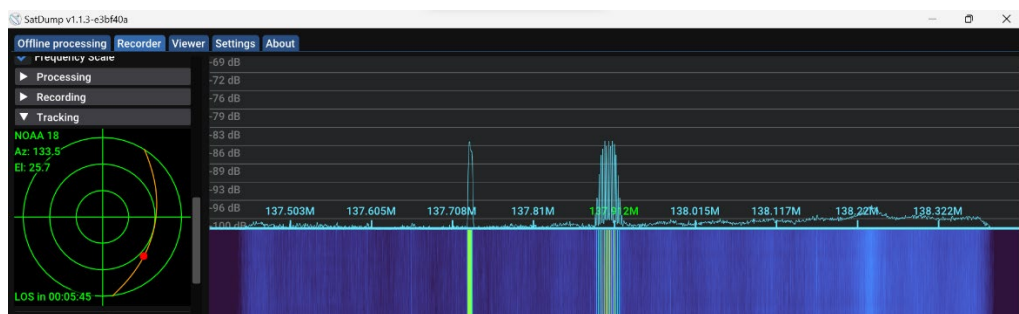 SatDump v1.1.3-e3bf40a
Offline processing Recorder Viewer Settings About
Frequency Scale
Processing
Recording
Tracking
NOAA 18
Az: 133.5
El: 25.7
LOS in 00:05:45
-69 dB
-72 dB
-76 dB
-79 dB
-83 dB
-86 dB
-89 dB
-93 dB
-96 dB
-100 dB
137.503M 137.605M 137.708M 137.81M 137.912M 138.015M 138.117M 138.22M 138.322M